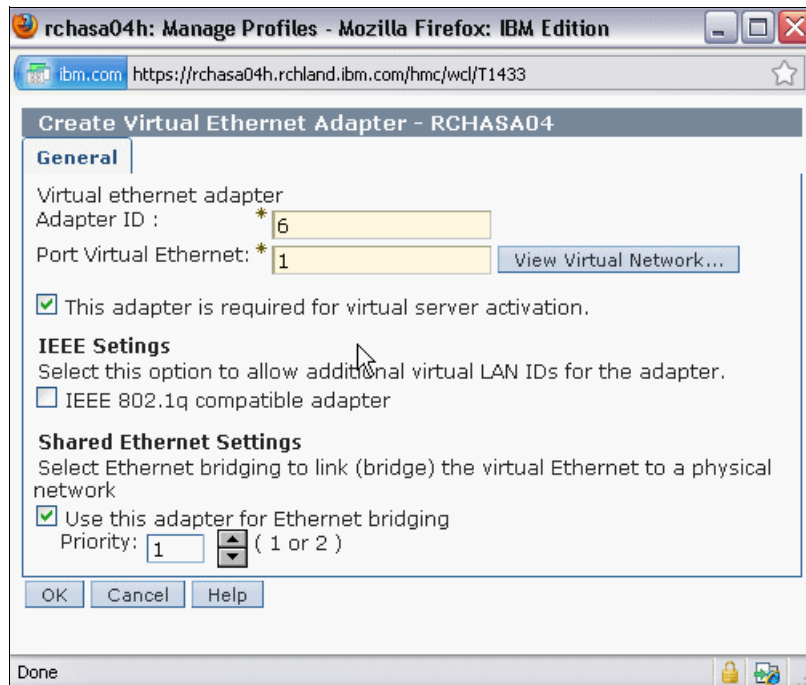 rchasa04h: Manage Profiles - Mozilla Firefox: IBM Edition
ibm.com https://rchasa04h.rchland.ibm.com/hmc/wcl/T1433
Create Virtual Ethernet Adapter - RCHASA04
General
Virtual ethernet adapter
Adapter ID : * 6
Port Virtual Ethernet: * 1 View Virtual Network...
This adapter is required for virtual server activation.
IEEE Setings
Select this option to allow additional virtual LAN IDs for the adapter.
IEEE 802.1q compatible adapter
Shared Ethernet Settings
Select Ethernet bridging to link (bridge) the virtual Ethernet to a physical
network
Use this adapter for Ethernet bridging
Priority: 1 ( 1 or 2 )
OK Cancel Help
Done